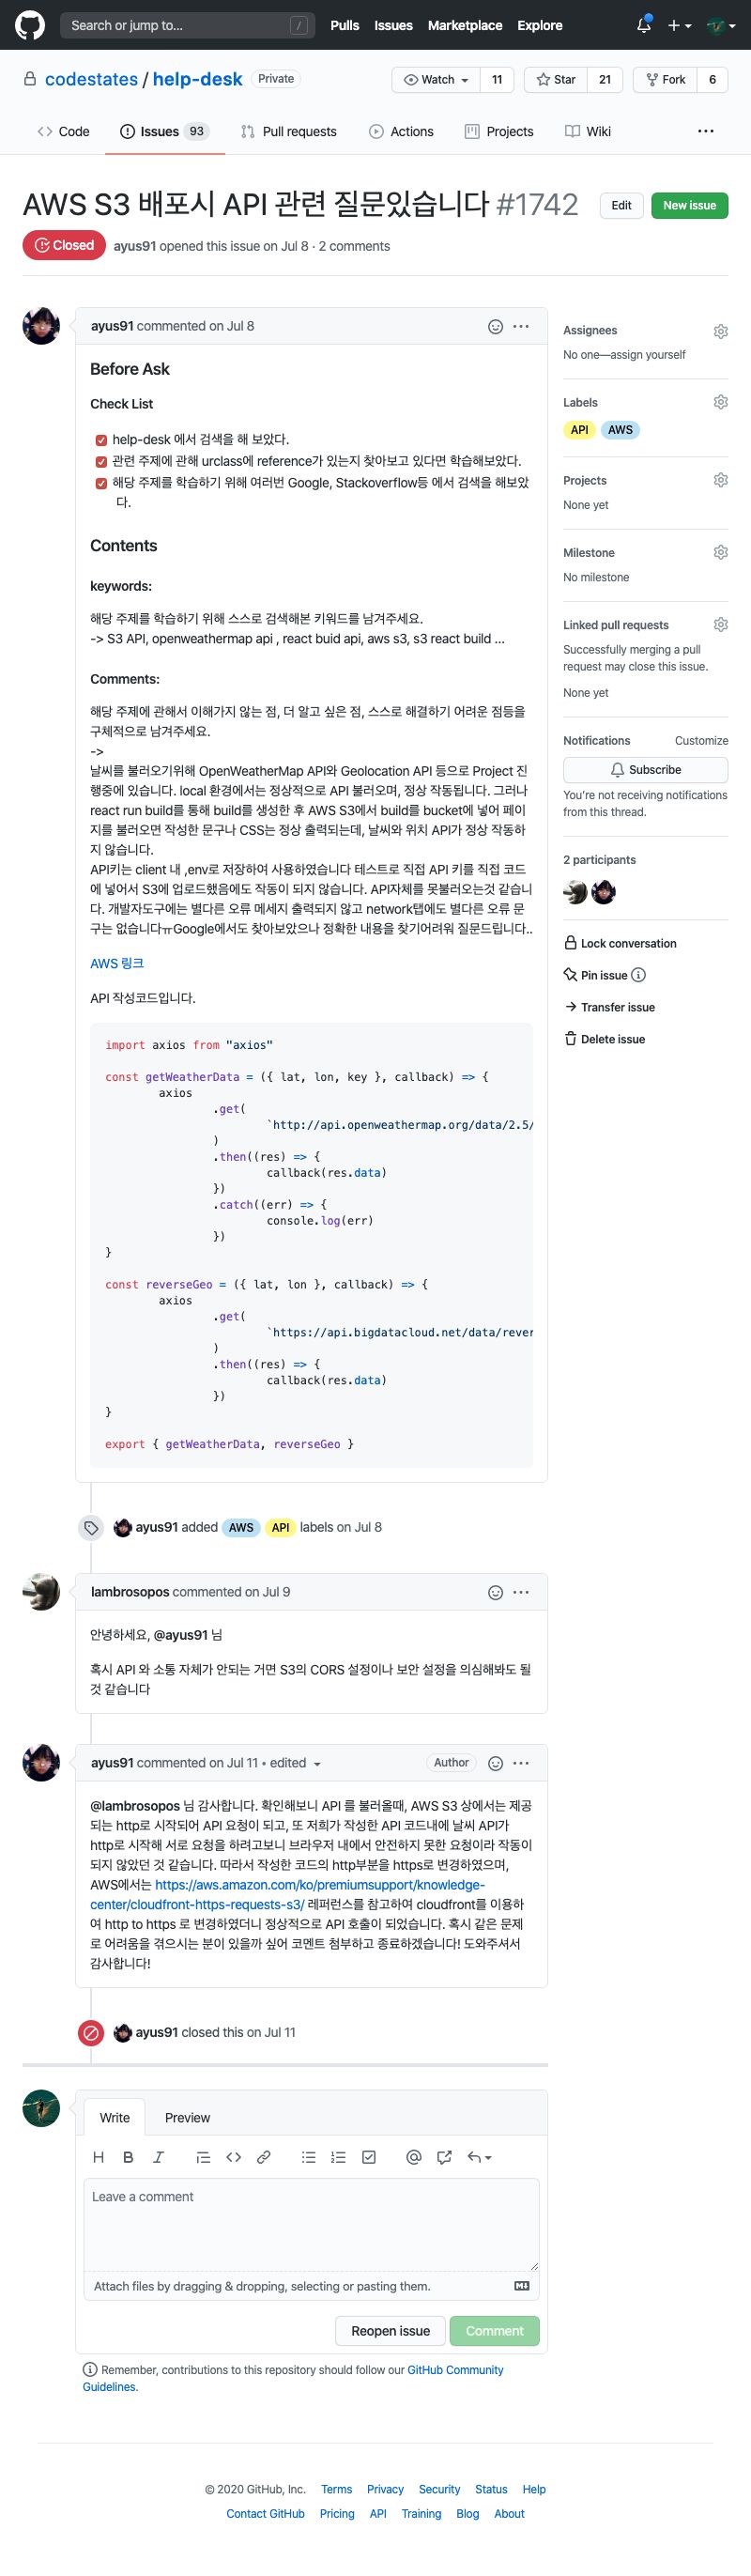 Search or jump to... /
Pulls Issues Marketplace Explore
codestates / help-desk Private
Watch 11 Star 21 Fork 6
Code Issues 93 Pull requests Actions Projects Wiki ...
AWS S3 배포시 API 관련 질문있습니다 #1742
Edit New issue
Closed ayus91 opened this issue on Jul 8 · 2 comments
ayus91 commented on Jul 8
Before Ask
Check List
help-desk 에서 검색을 해 보았다.
관련 주제에 관해 urclass에 reference가 있는지 찾아보고 있다면 학습해보았다.
해당 주제를 학습하기 위해 여러번 Google, Stackoverflow등 에서 검색을 해보았
다.
Contents
keywords:
해당 주제를 학습하기 위해 스스로 검색해본 키워드를 남겨주세요.
-> S3 API, openweathermap api , react buid api, aws s3, s3 react build ...
Comments:
해당 주제에 관해서 이해가지 않는 점, 더 알고 싶은 점, 스스로 해결하기 어려운 점등을
구체적으로 남겨주세요.
->
날씨를 불러오기위해 OpenWeatherMap API와 Geolocation API 등으로 Project 진
행중에 있습니다. local 환경에서는 정상적으로 API 불러오며, 정상 작동됩니다. 그러나
react run build를 통해 build를 생성한 후 AWS S3에서 build를 bucket에 넣어 페이
지를 불러오면 작성한 문구나 CSS는 정상 출력되는데, 날씨와 위치 API가 정상 작동하
지 않습니다.
API키는 client 내 ,env로 저장하여 사용하였습니다 테스트로 직접 API 키를 직접 코드
에 넣어서 S3에 업로드했음에도 작동이 되지 않습니다. API자체를 못불러오는것 같습니
다. 개발자도구에는 별다른 오류 메세지 출력되지 않고 network탭에도 별다른 오류 문
구는 없습니다ㅠGoogle에서도 찾아보았으나 정확한 내용을 찾기어려워 질문드립니다..
AWS 링크
API 작성코드입니다.
import axios from "axios"
const getWeatherData = ({ lat, lon, key }, callback) => {
axios
.get(
`http://api.openweathermap.org/data/2.5/
)
.then((res) => {
callback(res.data)
})
.catch((err) => {
console.log(err)
})
}
const reverseGeo = ({ lat, lon }, callback) => {
axios
.get(
`https://api.bigdatacloud.net/data/rever
)
.then((res) => {
callback(res.data)
})
}
export { getWeatherData, reverseGeo }
Assignees
No one—assign yourself
Labels
API AWS
Projects
None yet
Milestone
No milestone
Linked pull requests
Successfully merging a pull
request may close this issue.
None yet
Notifications Customize
Subscribe
You're not receiving notifications
from this thread.
2 participants
Lock conversation
Pin issue
Transfer issue
Delete issue
ayus91 added AWS API labels on Jul 8
lambrosopos commented on Jul 9
안녕하세요, @ayus91 님
혹시 API 와 소통 자체가 안되는 거면 S3의 CORS 설정이나 보안 설정을 의심해봐도 될
것 같습니다
ayus91 commented on Jul 11 • edited Author
@lambrosopos 님 감사합니다. 확인해보니 API 를 불러올때, AWS S3 상에서는 제공
되는 http로 시작되어 API 요청이 되고, 또 저희가 작성한 API 코드내에 날씨 API가
http로 시작해 서로 요청을 하려고보니 브라우저 내에서 안전하지 못한 요청이라 작동이
되지 않았던 것 같습니다. 따라서 작성한 코드의 http부분을 https로 변경하였으며,
AWS에서는 https://aws.amazon.com/ko/premiumsupport/knowledge-
center/cloudfront-https-requests-s3/ 레퍼런스를 참고하여 cloudfront를 이용하
여 http to https 로 변경하였더니 정상적으로 API 호출이 되었습니다. 혹시 같은 문제
로 어려움을 겪으시는 분이 있을까 싶어 코멘트 첨부하고 종료하겠습니다! 도와주셔서
감사합니다!
ayus91 closed this on Jul 11
Write Preview
Leave a comment
Attach files by dragging & dropping, selecting or pasting them.
Reopen issue Comment
Remember, contributions to this repository should follow our GitHub Community
Guidelines.
© 2020 GitHub, Inc. Terms Privacy Security Status Help
Contact GitHub Pricing API Training Blog About